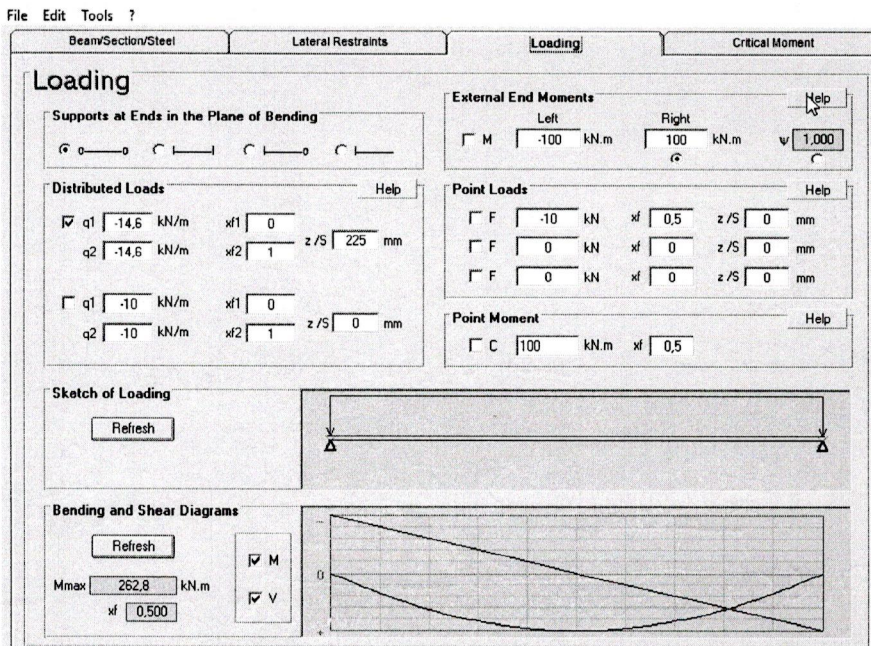 File Edit Tools ?
Beam/Section/Steel Lateral Restraints Loading Critical Moment
Loading
Supports at Ends in the Plane of Bending
External End Moments Help
Left Right
M -100 kN.m 100 kN.m ψ 1,000
Distributed Loads Help
q1 -14,6 kN/m xf1 0
q2 -14,6 kN/m xf2 1
z /S 225 mm
q1 -10 kN/m xf1 0
q2 -10 kN/m xf2 1
z /S 0 mm
Point Loads Help
F -10 kN xf 0,5 z /S 0 mm
F 0 kN xf 0 z /S 0 mm
F 0 kN xf 0 z /S 0 mm
Point Moment Help
C 100 kN.m xf 0,5
Sketch of Loading
Refresh
Bending and Shear Diagrams
Refresh
Mmax 262,8 kN.m
xf 0,500
M
V
-
0
+